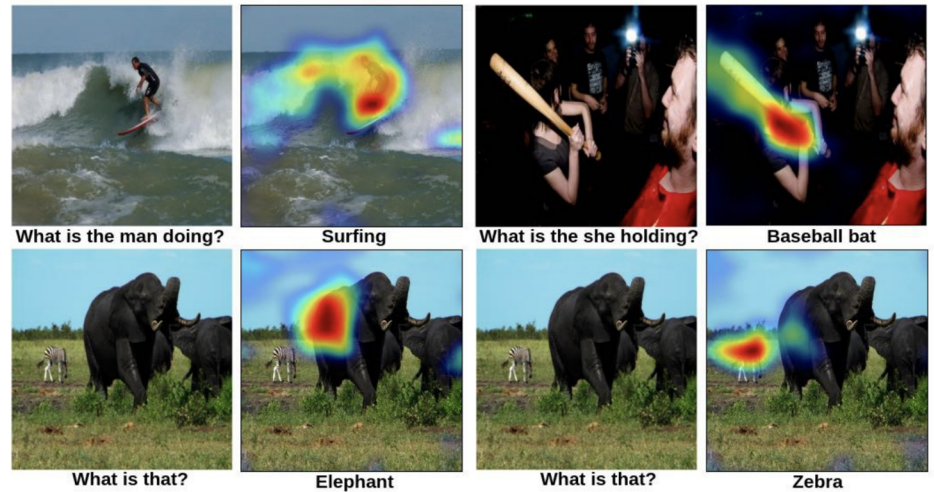 What is the man doing?
Surfing
What is the she holding?
Baseball bat
What is that?
Elephant
What is that?
Zebra